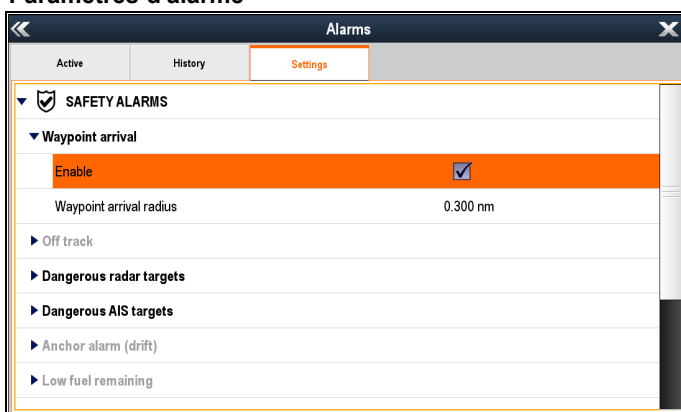 Paramètres d'alarme
Alarms
Active History Settings
SAFETY ALARMS
Waypoint arrival
Enable
Waypoint arrival radius 0.300 nm
Off track
Dangerous radar targets
Dangerous AIS targets
Anchor alarm (drift)
Low fuel remaining